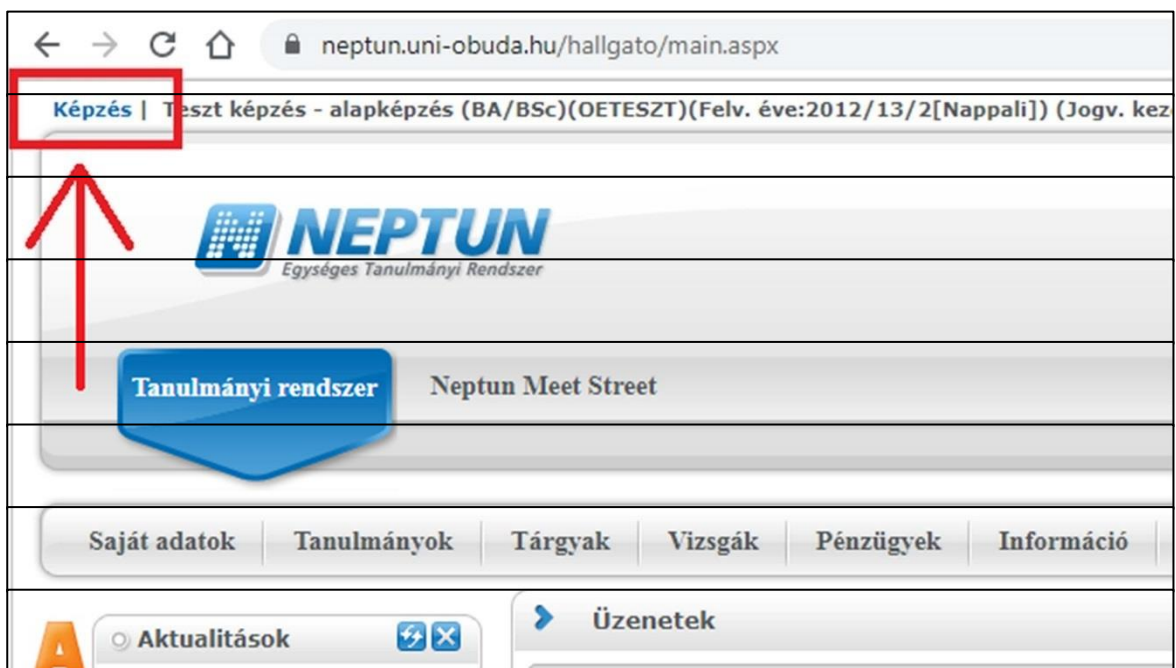 neptun.uni-obuda.hu/hallgato/main.aspx
Képzés | Teszt képzés - alapképzés (BA/BSc)(OETESZT)(Felv. éve:2012/13/2[Nappali]) (Jogv. kez
NEPTUN
Egységes Tanulmányi Rendszer
Tanulmányi rendszer Neptun Meet Street
Saját adatok Tanulmányok Tárgyak Vizsgák Pénzügyek Információ
Aktualitások Üzenetek